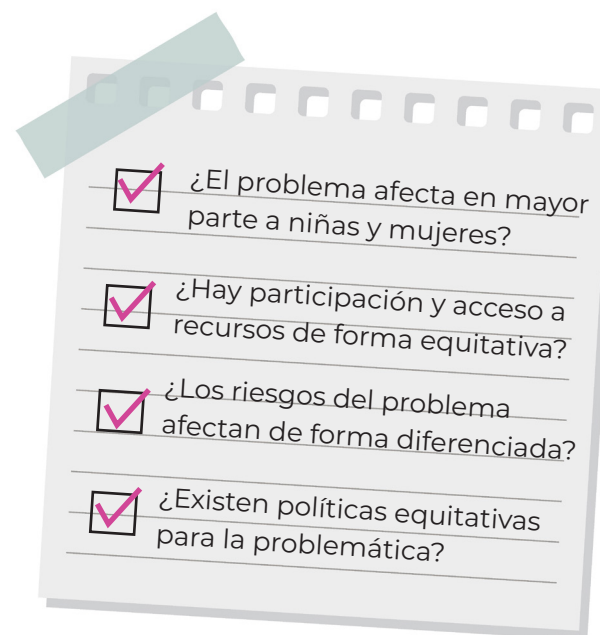 ¿El problema afecta en mayor
parte a niñas y mujeres?
¿Hay participación y acceso a
recursos de forma equitativa?
¿Los riesgos del problema
afectan de forma diferenciada?
¿Existen políticas equitativas
para la problemática?